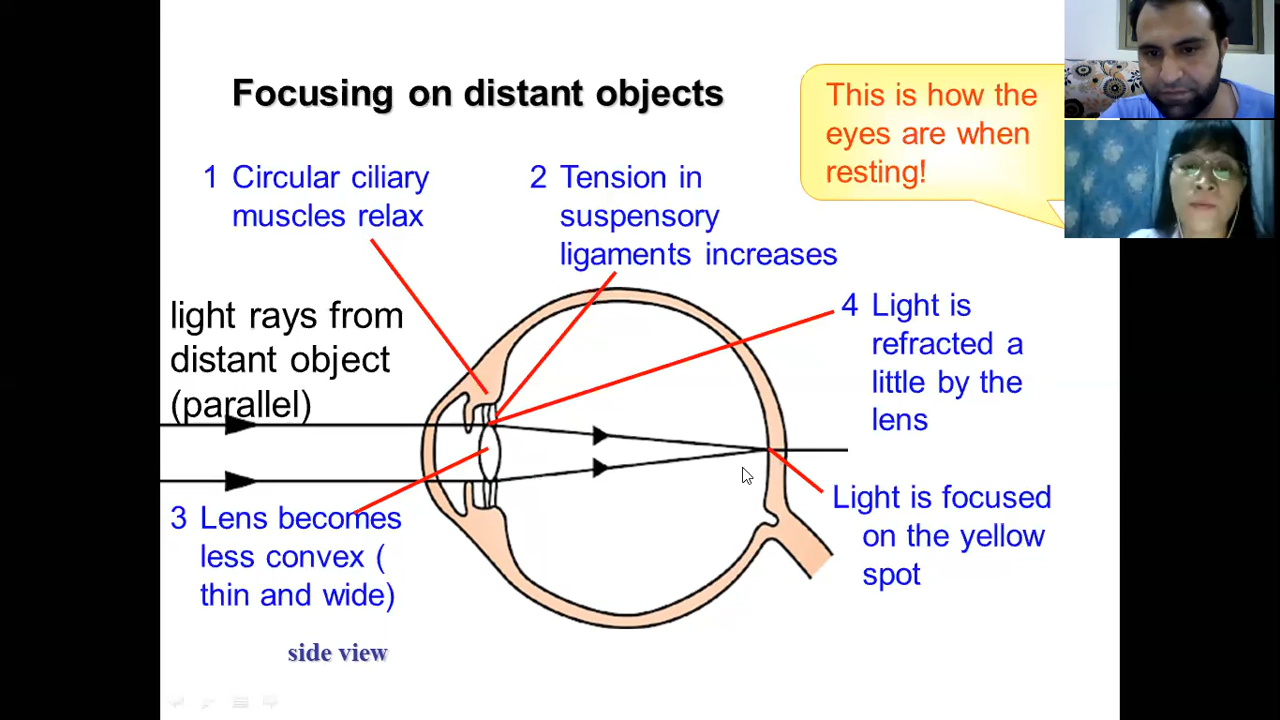 Focusing on distant objects
This is how the
eyes are when
resting!
1 Circular ciliary
muscles relax
2 Tension in
suspensory
ligaments increases
light rays from
distant object
(parallel)
4 Light is
refracted a
little by the
lens
3 Lens becomes
less convex (
thin and wide)
Light is focused
on the yellow
spot
side view